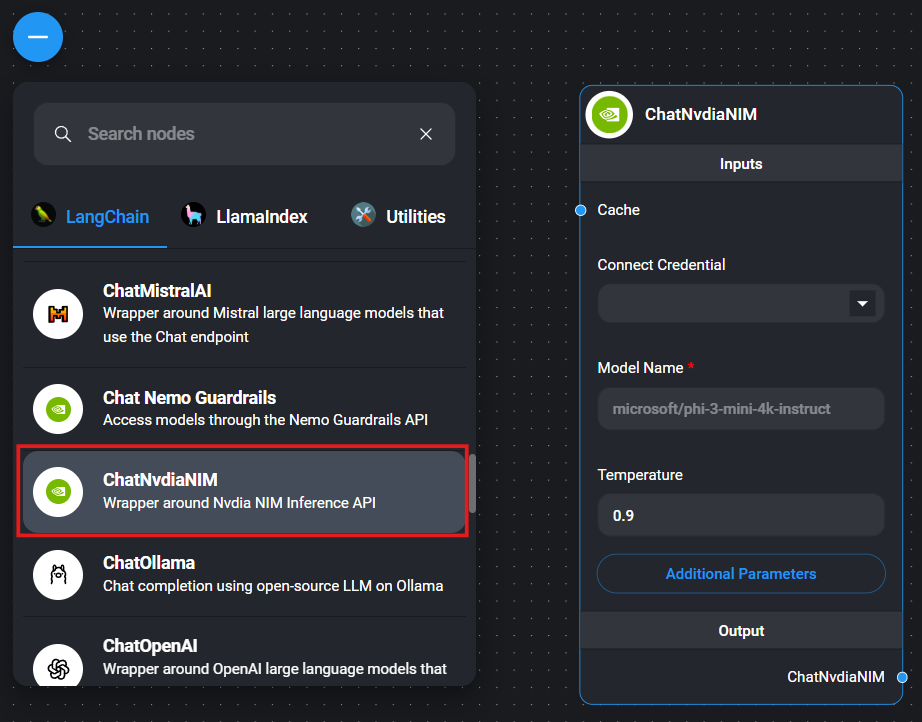 Search nodes
LangChain
LlamaIndex
Utilities
ChatMistralAI
Wrapper around Mistral large language models that
use the Chat endpoint
Chat Nemo Guardrails
Access models through the Nemo Guardrails API
ChatNvdiaNIM
Wrapper around Nvdia NIM Inference API
ChatOllama
Chat completion using open-source LLM on Ollama
ChatOpenAI
Wrapper around OpenAI large language models that
ChatNvdiaNIM
Inputs
Cache
Connect Credential
Model Name *
microsoft/phi-3-mini-4k-instruct
Temperature
0.9
Additional Parameters
Output
ChatNvdiaNIM